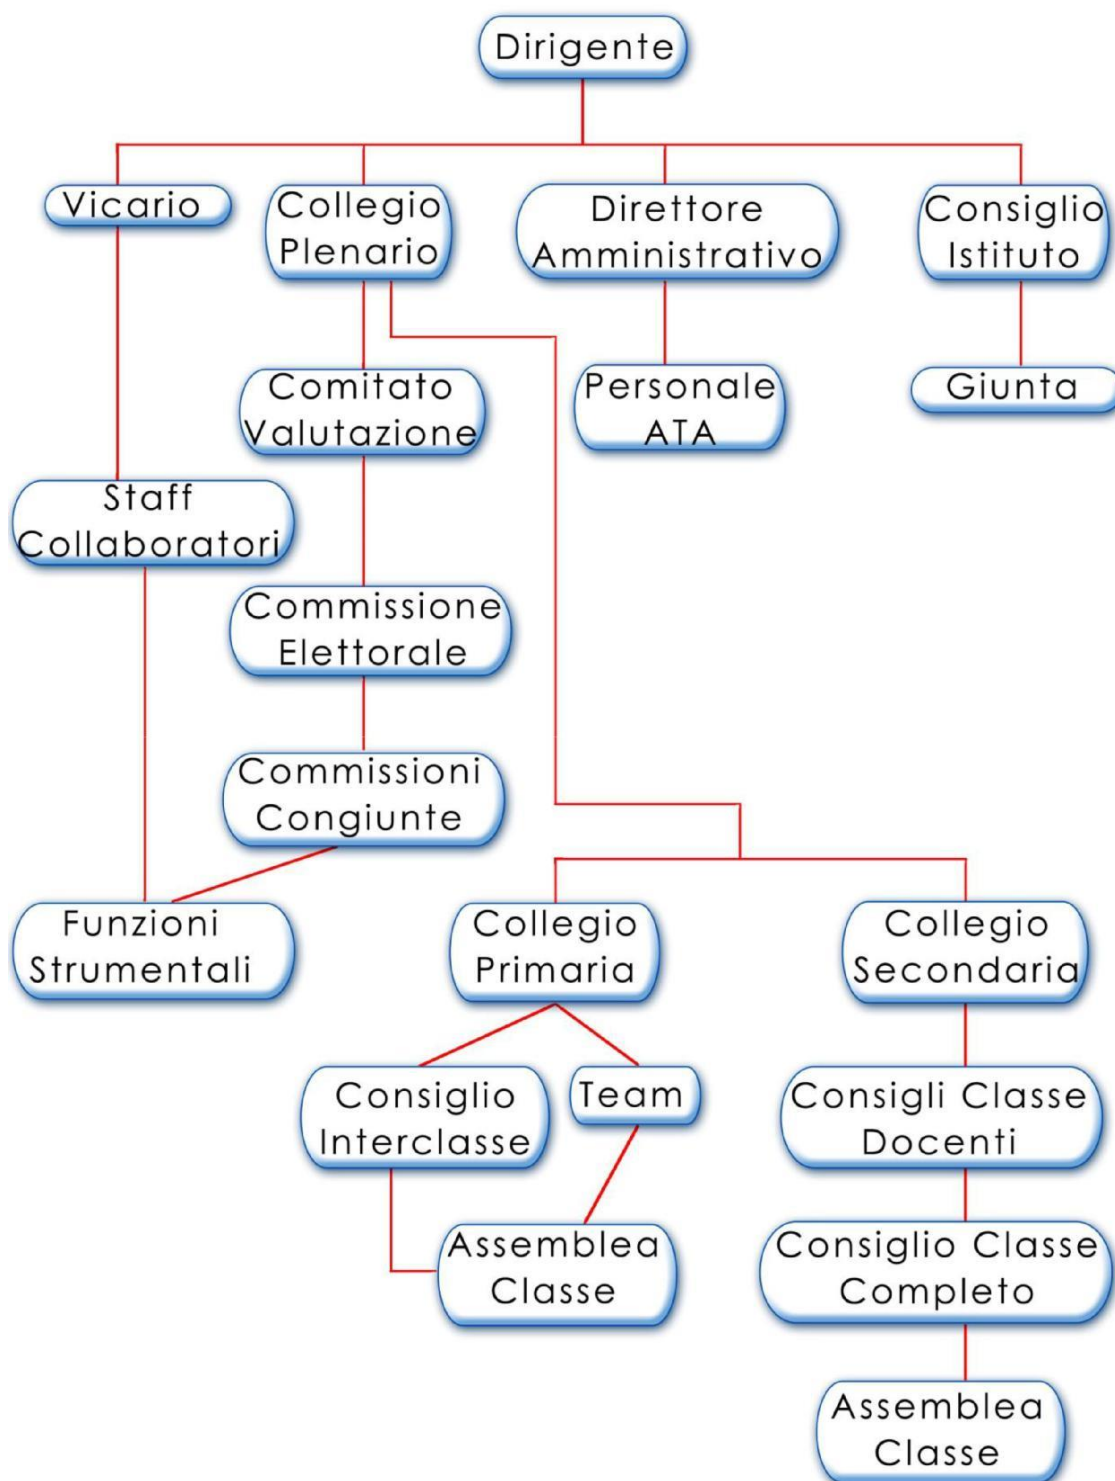 Dirigente
Vicario
Collegio
Plenario
Direttore
Amministrativo
Consiglio
Istituto
Comitato
Valutazione
Personale
ATA
Giunta
Staff
Collaboratori
Commissione
Elettorale
Commissioni
Congiunte
Funzioni
Strumentali
Collegio
Primaria
Collegio
Secondaria
Consiglio
Interclasse
Team
Consigli Classe
Docenti
Assemblea
Classe
Consiglio Classe
Completo
Assemblea
Classe